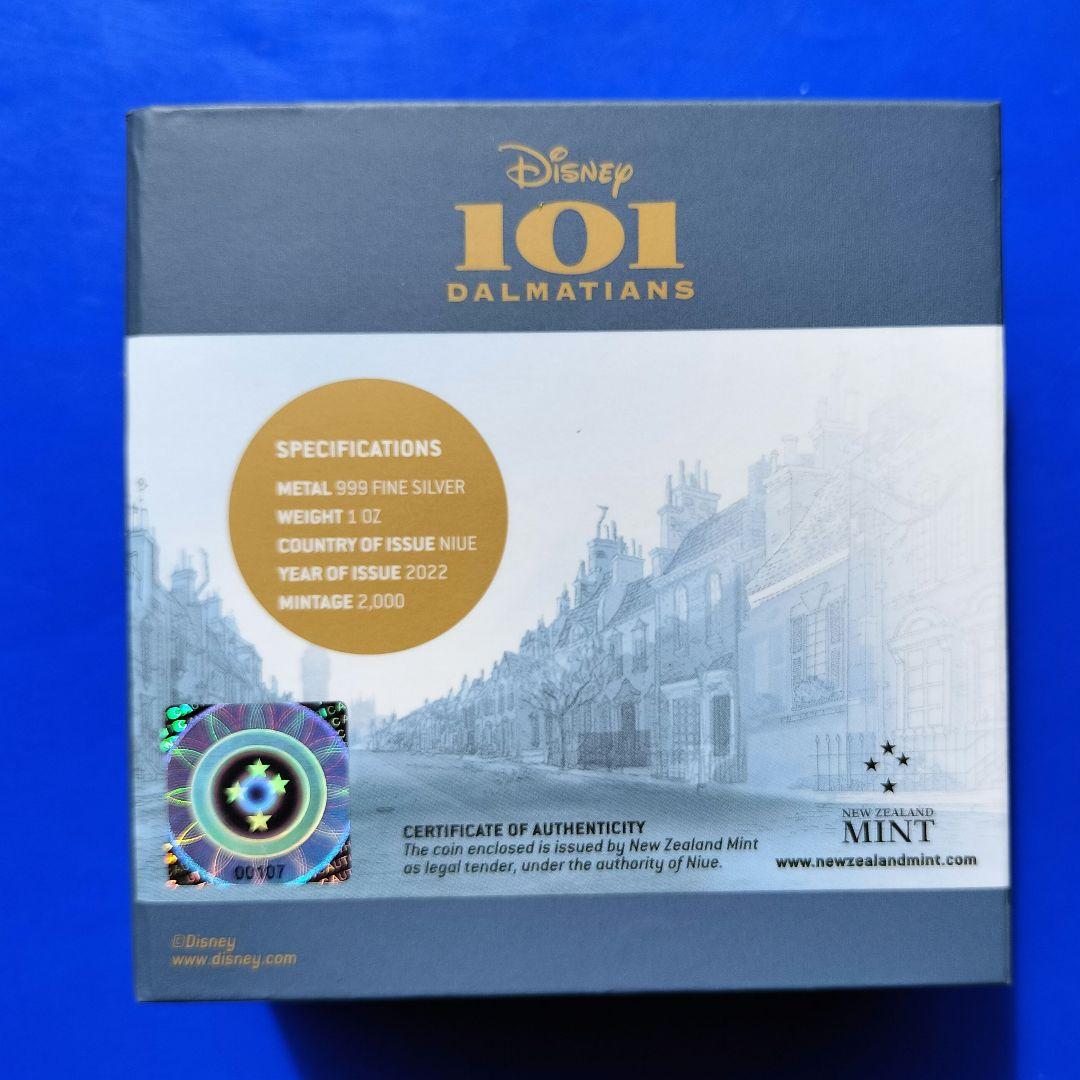 Disney
101
DALMATIANS
SPECIFICATIONS
METAL 999 FINE SILVER
WEIGHT 1 OZ
COUNTRY OF ISSUE NIUE
YEAR OF ISSUE 2022
MINTAGE 2,000
00107
CERTIFICATE OF AUTHENTICITY
The coin enclosed is issued by New Zealand Mint
as legal tender, under the authority of Niue.
NEW ZEALAND
MINT
www.newzealandmint.com
©Disney
www.disney.com